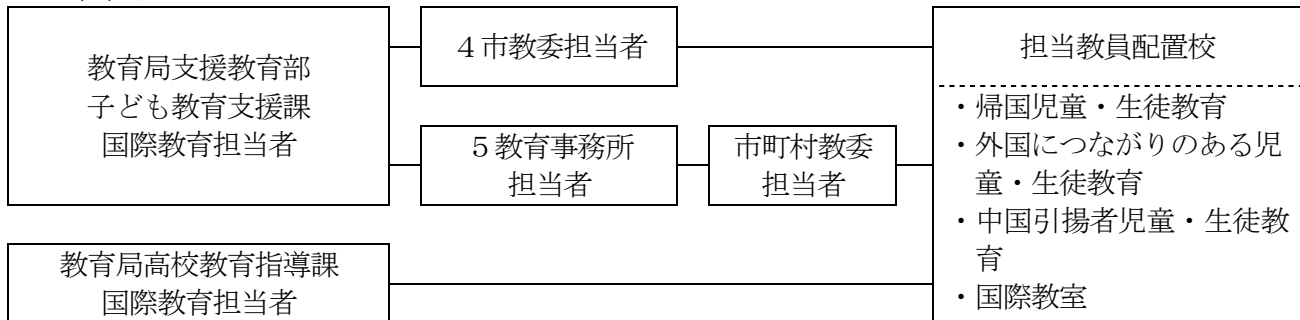 教育局支援教育部
子ども教育支援課
国際教育担当者
４市教委担当者
５教育事務所
担当者
市町村教委
担当者
教育局高校教育指導課
国際教育担当者
担当教員配置校
・帰国児童・生徒教育
・外国につながりのある児
童・生徒教育
・中国引揚者児童・生徒教
育
・国際教室